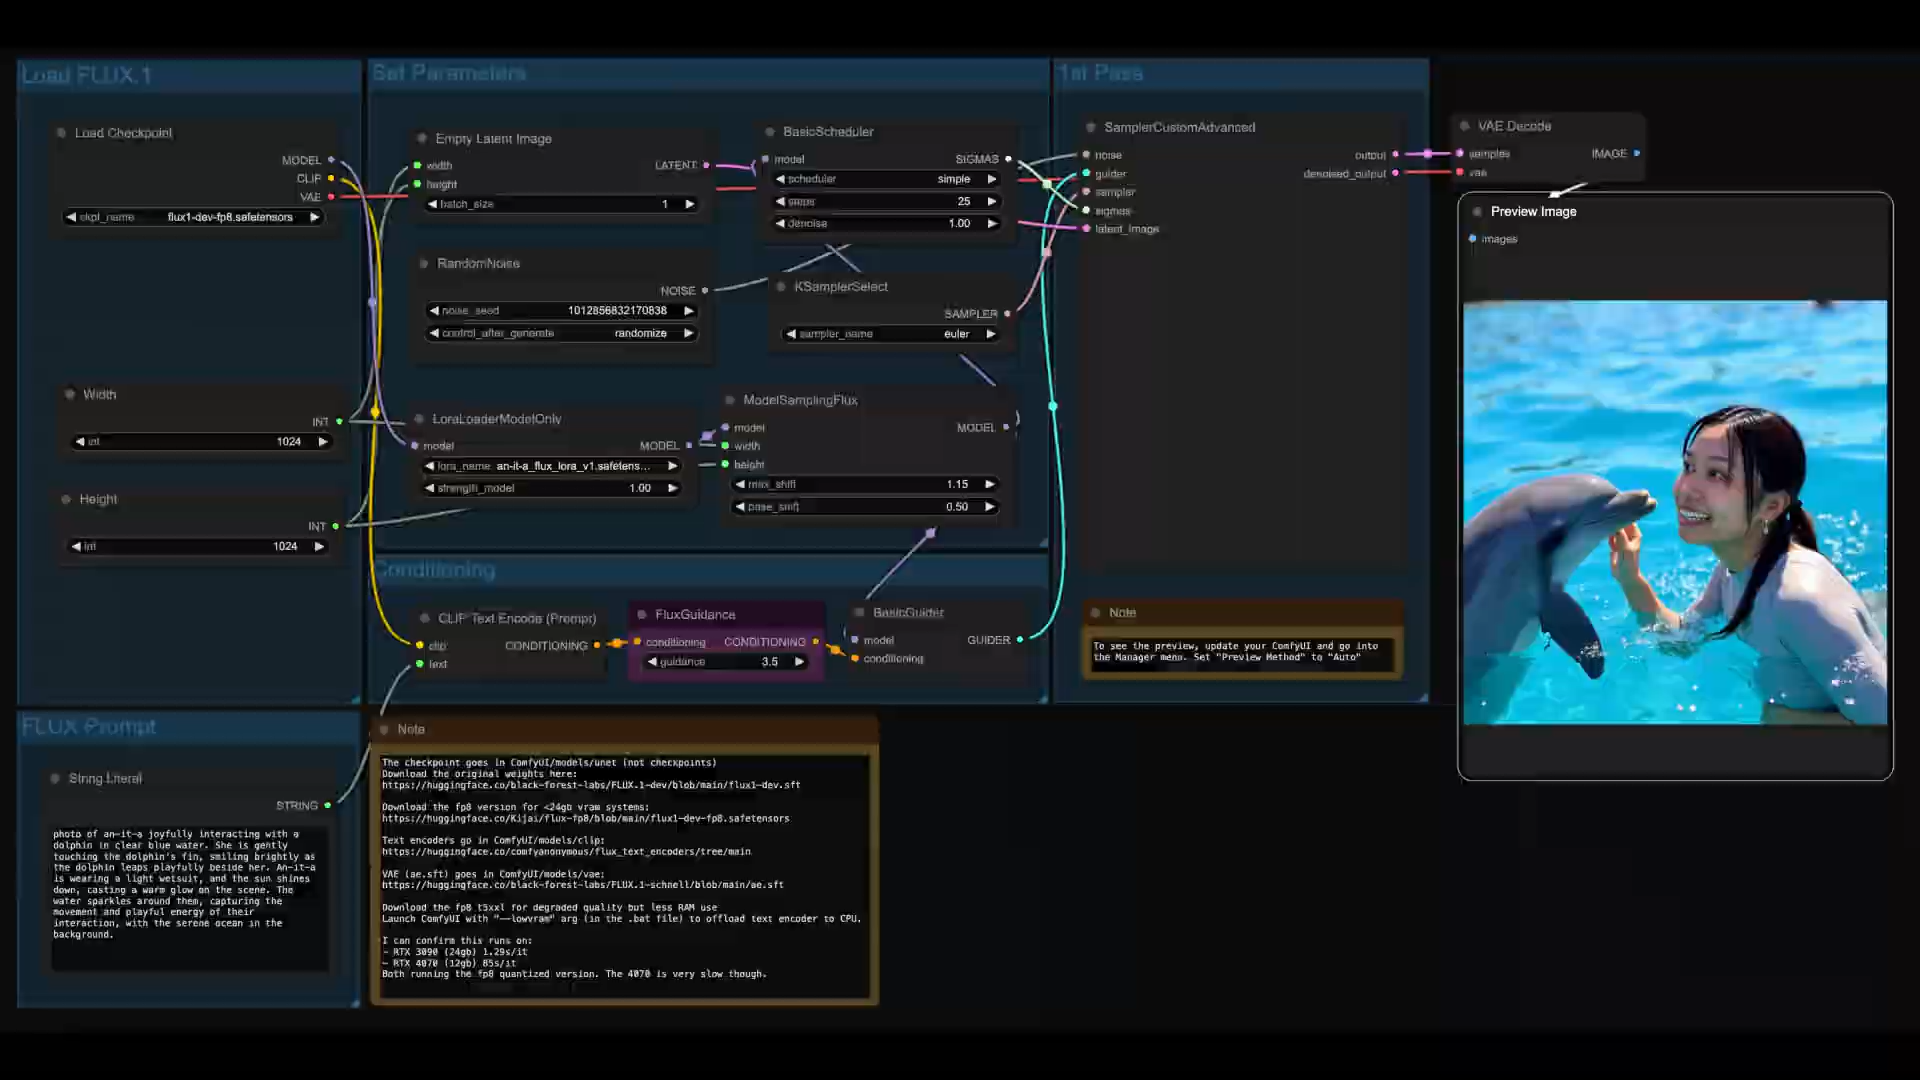 Load FLUX.1
Load Checkpoint
MODEL
CLIP
VAE
ckpt_name flux1-dev-fp8.safetensors
Width
INT
int 1024
Height
INT
int 1024
Set Parameters
Empty Latent Image
width LATENT
height
batch_size 1
RandomNoise
NOISE
noise_seed 1012856832170838
control_after_generate randomize
LoraLoaderModelOnly
model MODEL
lora_name an-it-a_flux_lora_v1.safetens...
strength_model 1.00
BasicScheduler
model SIGMAS
scheduler simple
steps 25
denoise 1.00
KSamplerSelect
SAMPLER
sampler_name euler
ModelSamplingFlux
model MODEL
width
height
max_shift 1.15
base_shift 0.50
Conditioning
CLIP Text Encode (Prompt)
clip CONDITIONING
text
FluxGuidance
conditioning CONDITIONING
guidance 3.5
BasicGuider
model GUIDER
conditioning
1st Pass
SamplerCustomAdvanced
noise output
guider denoised_output
sampler
sigmas
latent_image
Note
To see the preview, update your ComfyUI and go into
the Manager menu. Set "Preview Method" to "Auto"
VAE Decode
samples IMAGE
vae
Preview Image
images
FLUX Prompt
String Literal
STRING
photo of an-it-a joyfully interacting with a
dolphin in clear blue water. She is gently
touching the dolphin's fin, smiling brightly as
the dolphin leaps playfully beside her. An-it-a
is wearing a light wetsuit, and the sun shines
down, casting a warm glow on the scene. The
water sparkles around them, capturing the
movement and playful energy of their
interaction, with the serene ocean in the
background.
Note
The checkpoint goes in ComfyUI/models/unet (not checkpoints)
Download the original weights here:
https://huggingface.co/black-forest-labs/FLUX.1-dev/blob/main/flux1-dev.sft
Download the fp8 version for <24gb vram systems:
https://huggingface.co/Kijai/flux-fp8/blob/main/flux1-dev-fp8.safetensors
Text encoders go in ComfyUI/models/clip:
https://huggingface.co/comfyanonymous/flux_text_encoders/tree/main
VAE (ae.sft) goes in ComfyUI/models/vae:
https://huggingface.co/black-forest-labs/FLUX.1-schnell/blob/main/ae.sft
Download the fp8 t5xxl for degraded quality but less RAM use
Launch ComfyUI with "--lowvram" arg (in the .bat file) to offload text encoder to CPU.
I can confirm this runs on:
- RTX 3090 (24gb) 1.29s/it
- RTX 4070 (12gb) 85s/it
Both running the fp8 quantized version. The 4070 is very slow though.